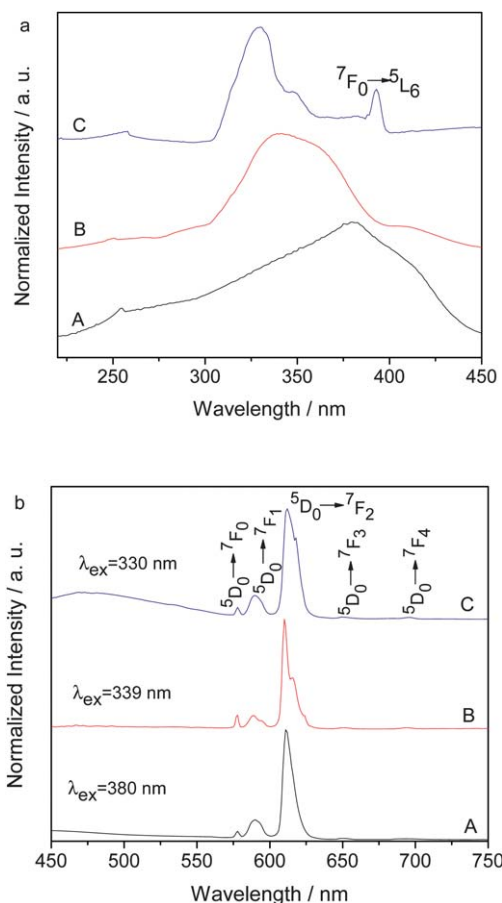 a
Normalized Intensity / a. u.
⁷F₀→⁵L₆
C
B
A
250 300 350 400 450
Wavelength / nm
b
Normalized Intensity / a. u.
⁵D₀→⁷F₀
⁵D₀→⁷F₁
⁵D₀→⁷F₂
⁵D₀→⁷F₃
⁵D₀→⁷F₄
λex=330 nm
C
λex=339 nm
B
λex=380 nm
A
450 500 550 600 650 700 750
Wavelength / nm